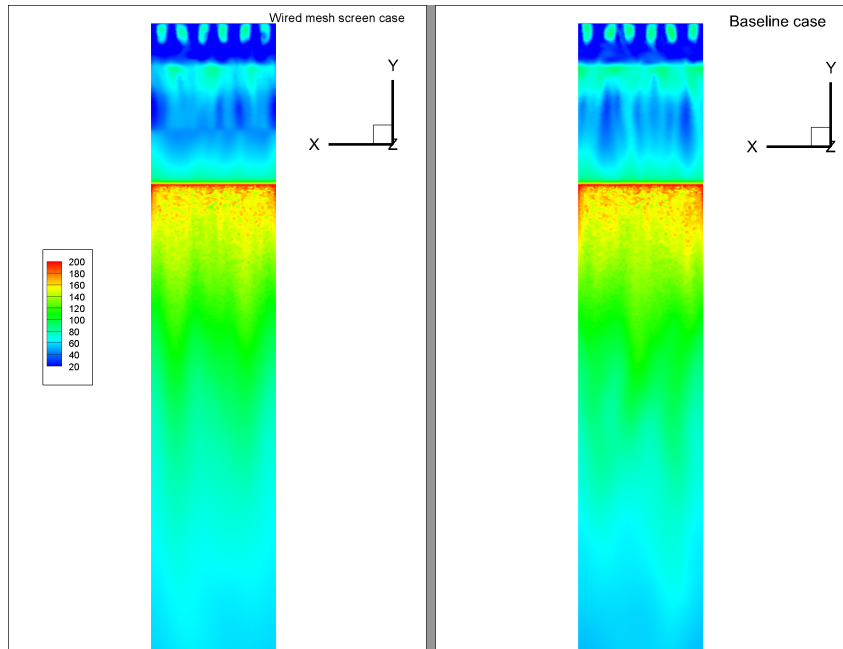 Wired mesh screen case
Y
X
Z
200
180
160
140
120
100
80
60
40
20
Baseline case
Y
X
Z